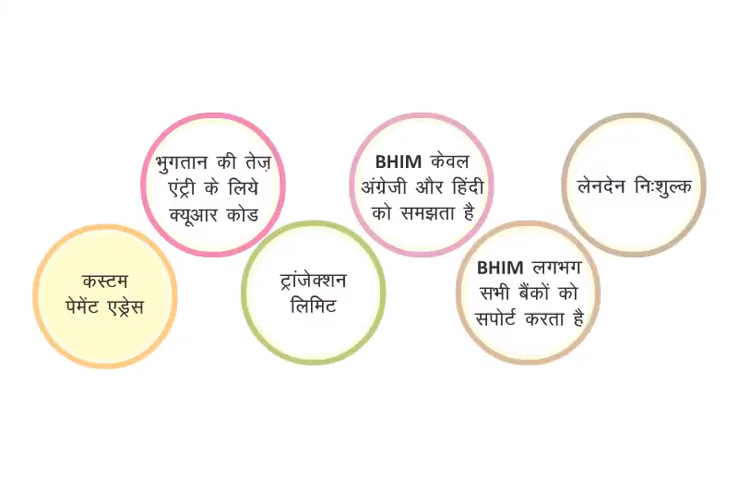 भुगतान की तेज़
एंट्री के लिये
क्यूआर कोड
BHIM केवल
अंग्रेजी और हिंदी
को समझता है
लेनदेन निःशुल्क
कस्टम
पेमेंट एड्रेस
ट्रांजेक्शन
लिमिट
BHIM लगभग
सभी बैंकों को
सपोर्ट करता है